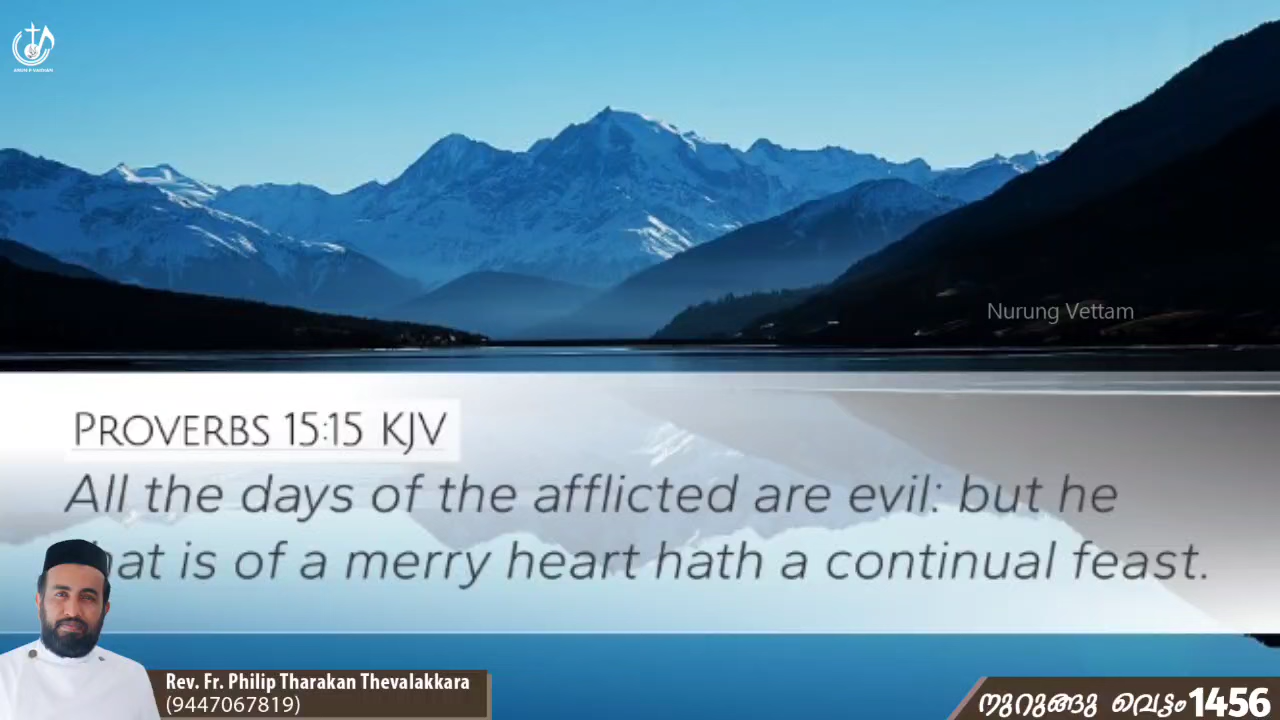 Nurung Vettam
PROVERBS 15:15 KJV
All the days of the afflicted are evil: but he
hat is of a merry heart hath a continual feast.
Rev. Fr. Philip Tharakan Thevalakkara
(9447067819)
നുറുങ്ങു വെട്ടം 1456